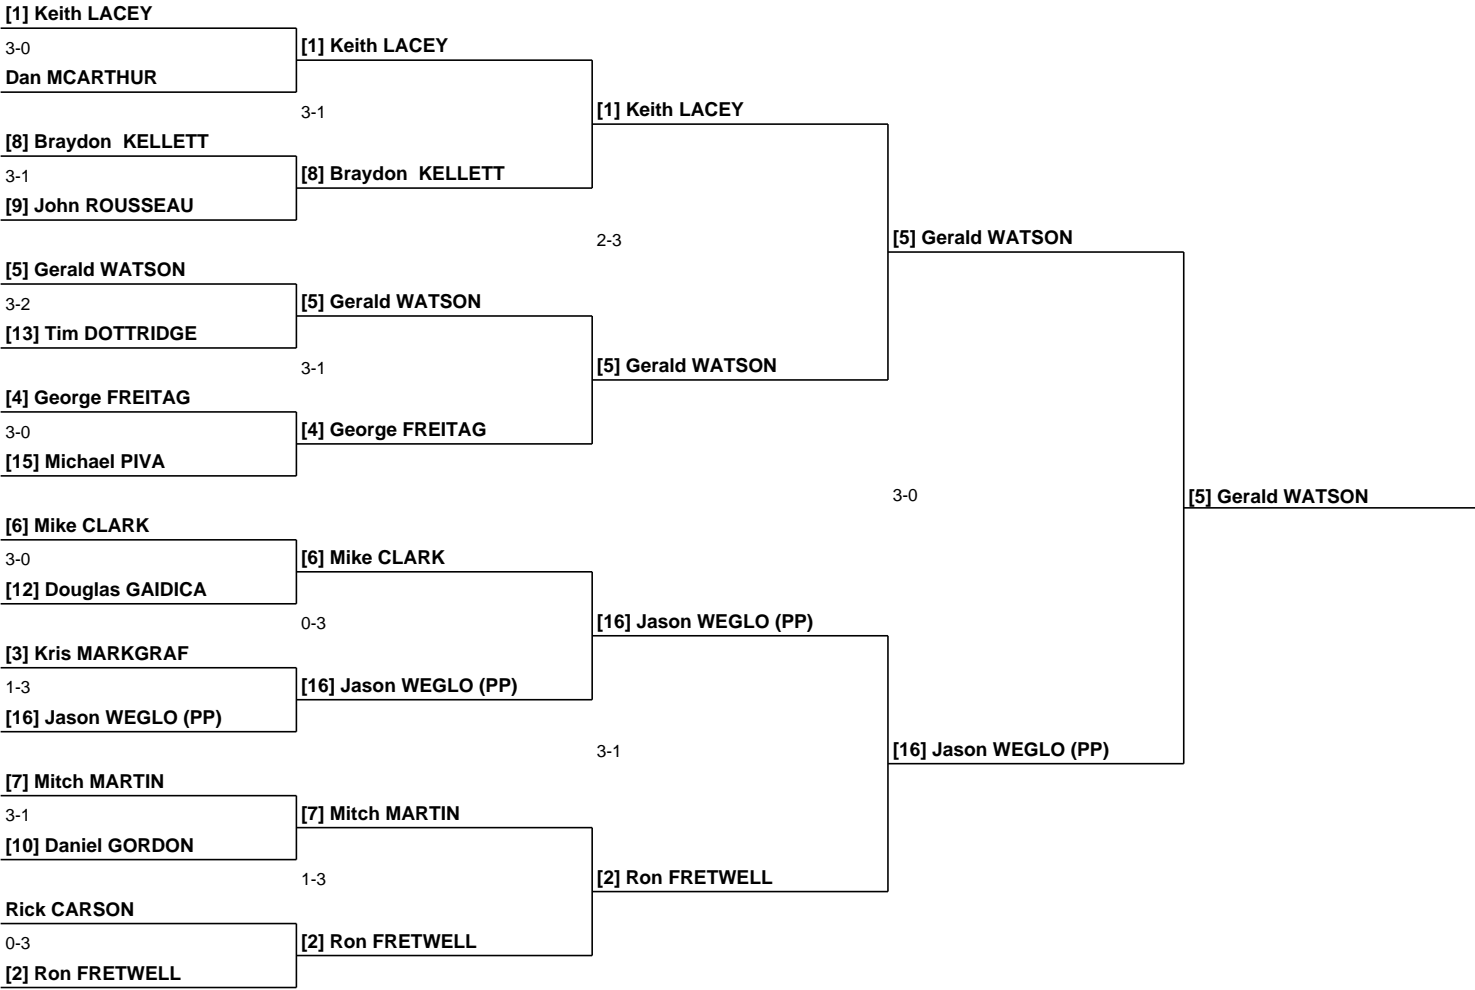 [1] Keith LACEY
3-0
[1] Keith LACEY
Dan MCARTHUR
3-1
[1] Keith LACEY
[8] Braydon  KELLETT
3-1
[8] Braydon  KELLETT
[9] John ROUSSEAU
2-3
[5] Gerald WATSON
[5] Gerald WATSON
3-2
[5] Gerald WATSON
[13] Tim DOTTRIDGE
3-1
[5] Gerald WATSON
[4] George FREITAG
3-0
[4] George FREITAG
[15] Michael PIVA
3-0
[5] Gerald WATSON
[6] Mike CLARK
3-0
[6] Mike CLARK
[12] Douglas GAIDICA
0-3
[16] Jason WEGLO (PP)
[3] Kris MARKGRAF
1-3
[16] Jason WEGLO (PP)
[16] Jason WEGLO (PP)
3-1
[16] Jason WEGLO (PP)
[7] Mitch MARTIN
3-1
[7] Mitch MARTIN
[10] Daniel GORDON
1-3
[2] Ron FRETWELL
Rick CARSON
0-3
[2] Ron FRETWELL
[2] Ron FRETWELL